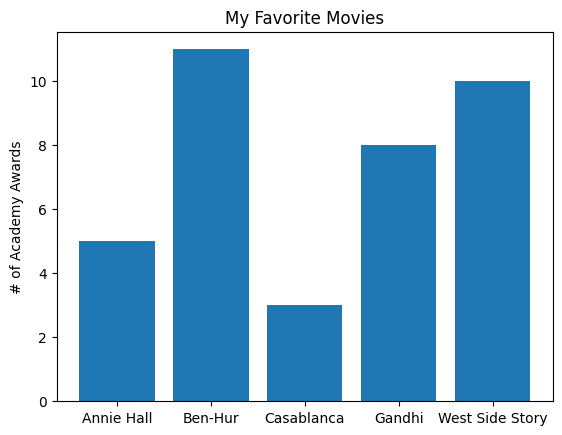 My Favorite Movies
# of Academy Awards
10
8
6
4
2
0
Annie Hall Ben-Hur Casablanca Gandhi West Side Story